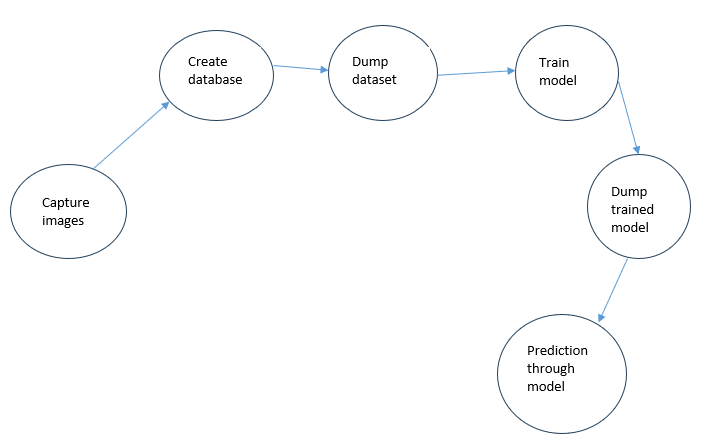 Capture
images
Create
database
Dump
dataset
Train
model
Dump
trained
model
Prediction
through
model